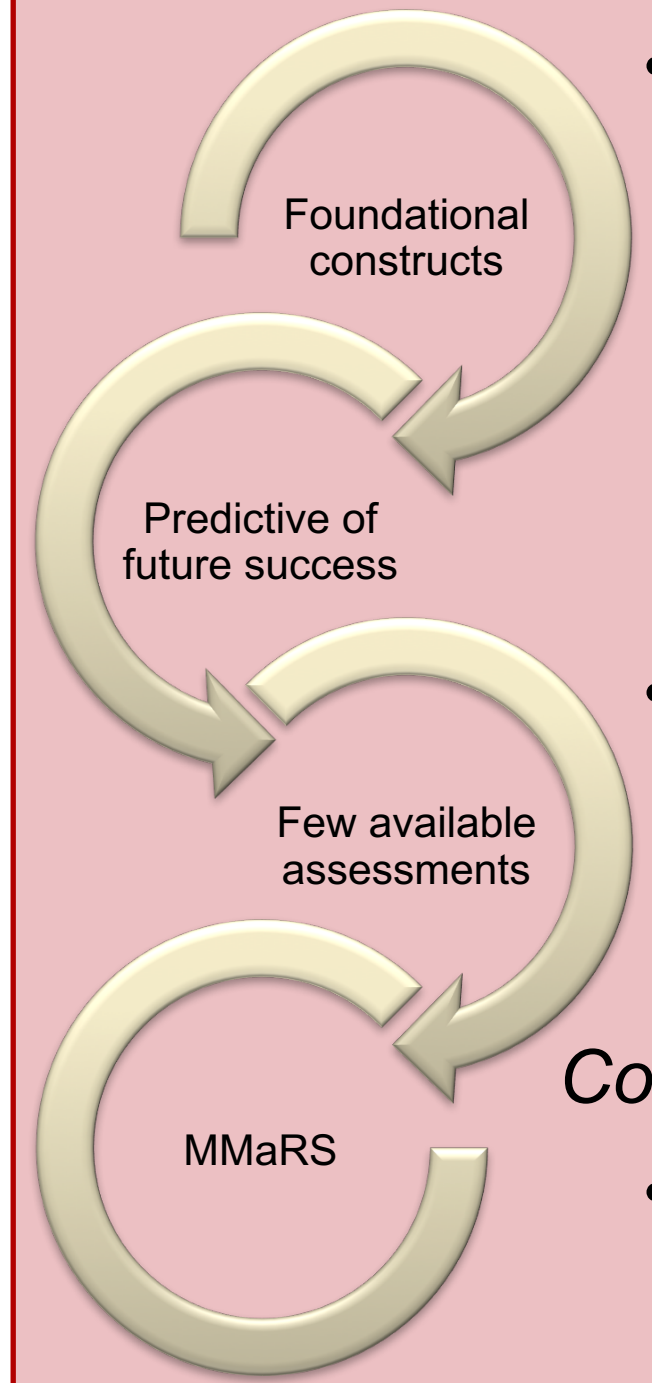 Foundational
constructs
Predictive of
future success
Few available
assessments
Co
MMaRS